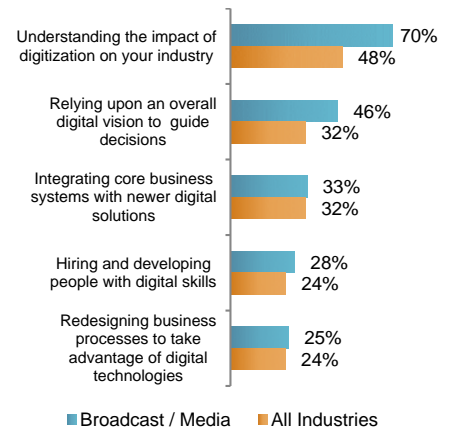 Understanding the impact of
digitization on your industry
70%
48%
Relying upon an overall
digital vision to guide
decisions
46%
32%
Integrating core business
systems with newer digital
solutions
33%
32%
Hiring and developing
people with digital skills
28%
24%
Redesigning business
processes to take
advantage of digital
technologies
25%
24%
Broadcast / Media
All Industries